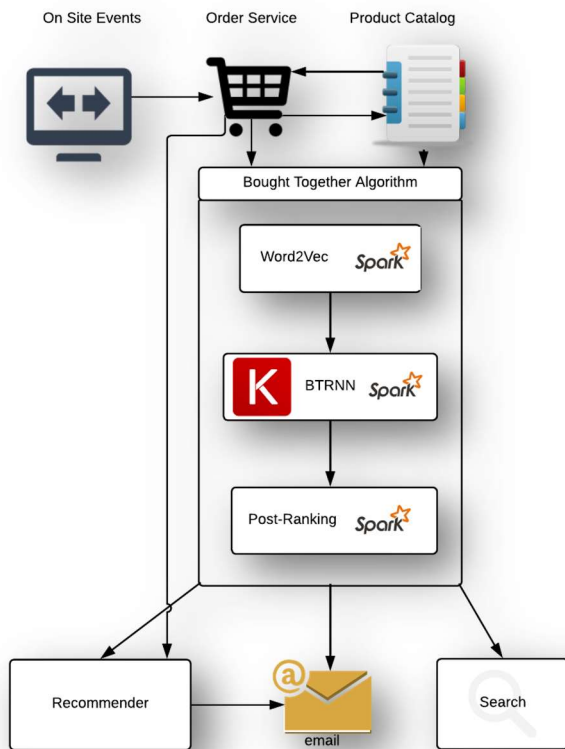 On Site Events
Order Service
Product Catalog
Bought Together Algorithm
Word2Vec
Spark
K
BTRNN
Spark
Post-Ranking
Spark
Recommender
@
email
Search